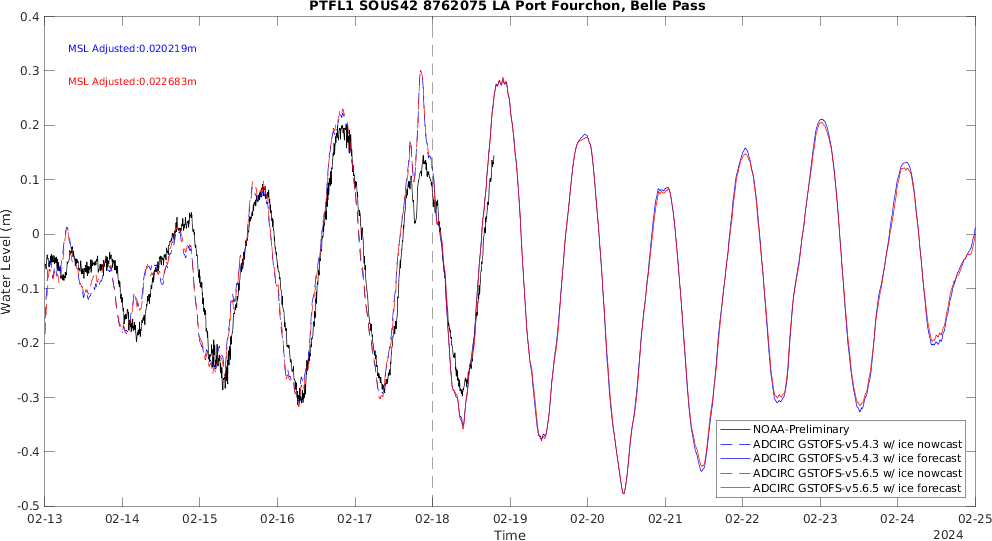 PTFL1 SOUS42 8762075 LA Port Fourchon, Belle Pass
MSL Adjusted:0.020219m
MSL Adjusted:0.022683m
Water Level (m)
0.4
0.3
0.2
0.1
0
-0.1
-0.2
-0.3
-0.4
-0.5
NOAA-Preliminary
ADCIRC GSTOFS-v5.4.3 w/ ice nowcast
ADCIRC GSTOFS-v5.4.3 w/ ice forecast
ADCIRC GSTOFS-v5.6.5 w/ ice nowcast
ADCIRC GSTOFS-v5.6.5 w/ ice forecast
02-13 02-14 02-15 02-16 02-17 02-18 02-19 02-20 02-21 02-22 02-23 02-24 02-25
Time
2024